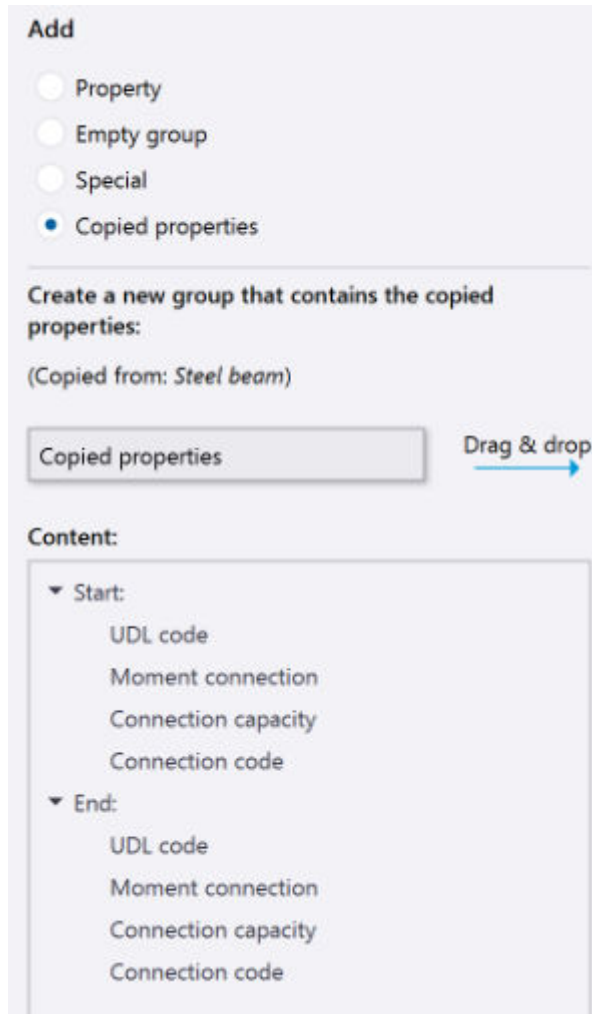 Add
Property
Empty group
Special
Copied properties
Create a new group that contains the copied
properties:
(Copied from: Steel beam)
Copied properties
Drag & drop
Content:
Start:
UDL code
Moment connection
Connection capacity
Connection code
End:
UDL code
Moment connection
Connection capacity
Connection code